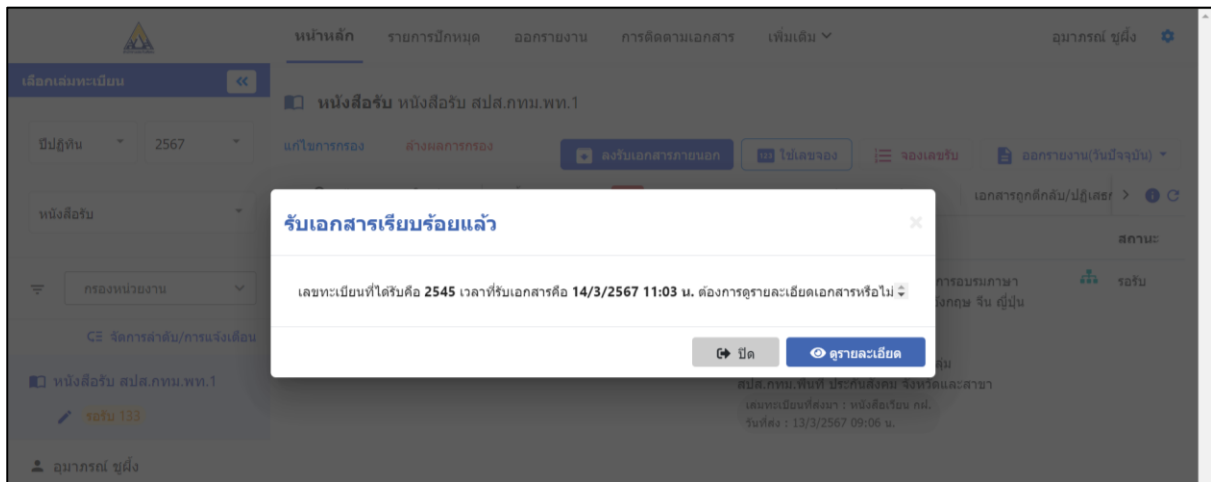 หน้าหลัก รายการปักหมุด ออกรายงาน การติดตามเอกสาร เพิ่มเติม อุมาภรณ์ ชูผึ้ง
เลือกเล่มทะเบียน
หนังสือรับ หนังสือรับ สปส.กทม.พท.1
ปีปฏิทิน 2567
แก้ไขการกรอง ล้างผลการกรอง ลงรับเอกสารภายนอก 123 ใช้เลขจอง จองเลขรับ ออกรายงาน(วันปัจจุบัน)
เอกสารถูกตีกลับ/ปฏิเสธ
หนังสือรับ
รับเอกสารเรียบร้อยแล้ว
สถานะ
กรองหน่วยงาน
เลขทะเบียนที่ได้รับคือ 2545 เวลาที่รับเอกสารคือ 14/3/2567 11:03 น. ต้องการดูรายละเอียดเอกสารหรือไม่
การอบรมภาษา รอรับ
อังกฤษ จีน ญี่ปุ่น
จัดการลำดับ/การแจ้งเตือน
ปิด ดูรายละเอียด
หนังสือรับ สปส.กทม.พท.1
สปส.กทม.พื้นที่ ประกันสังคม จังหวัดและสาขา
เล่มทะเบียนที่ส่งมา : หนังสือเวียน กฝ.
รอรับ 133
วันที่ส่ง : 13/3/2567 09:06 น.
อุมาภรณ์ ชูผึ้ง